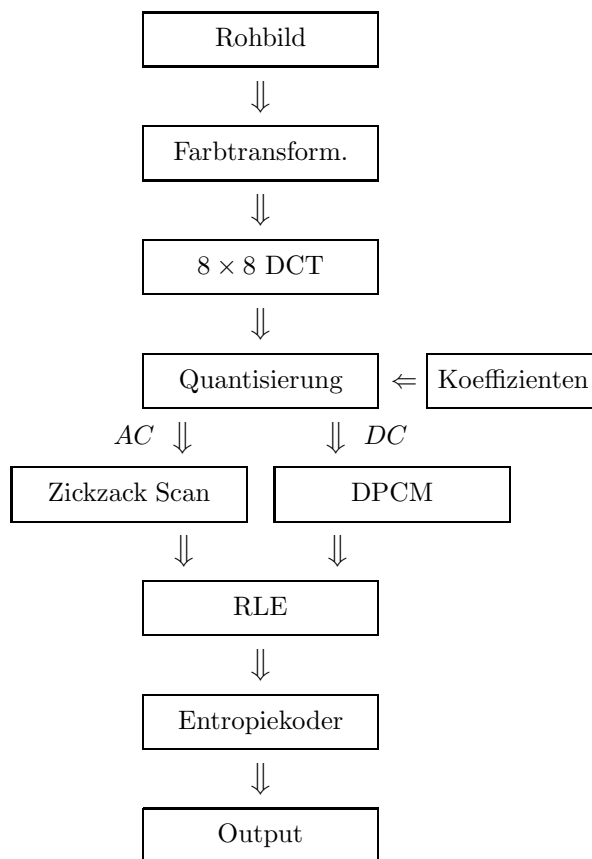 Rohbild
⇓
Farbtransform.
⇓
8 × 8 DCT
⇓
Quantisierung ⇐ Koeffizienten
AC ⇓ ⇓ DC
Zickzack Scan DPCM
⇓ ⇓
RLE
⇓
Entropiekoder
⇓
Output